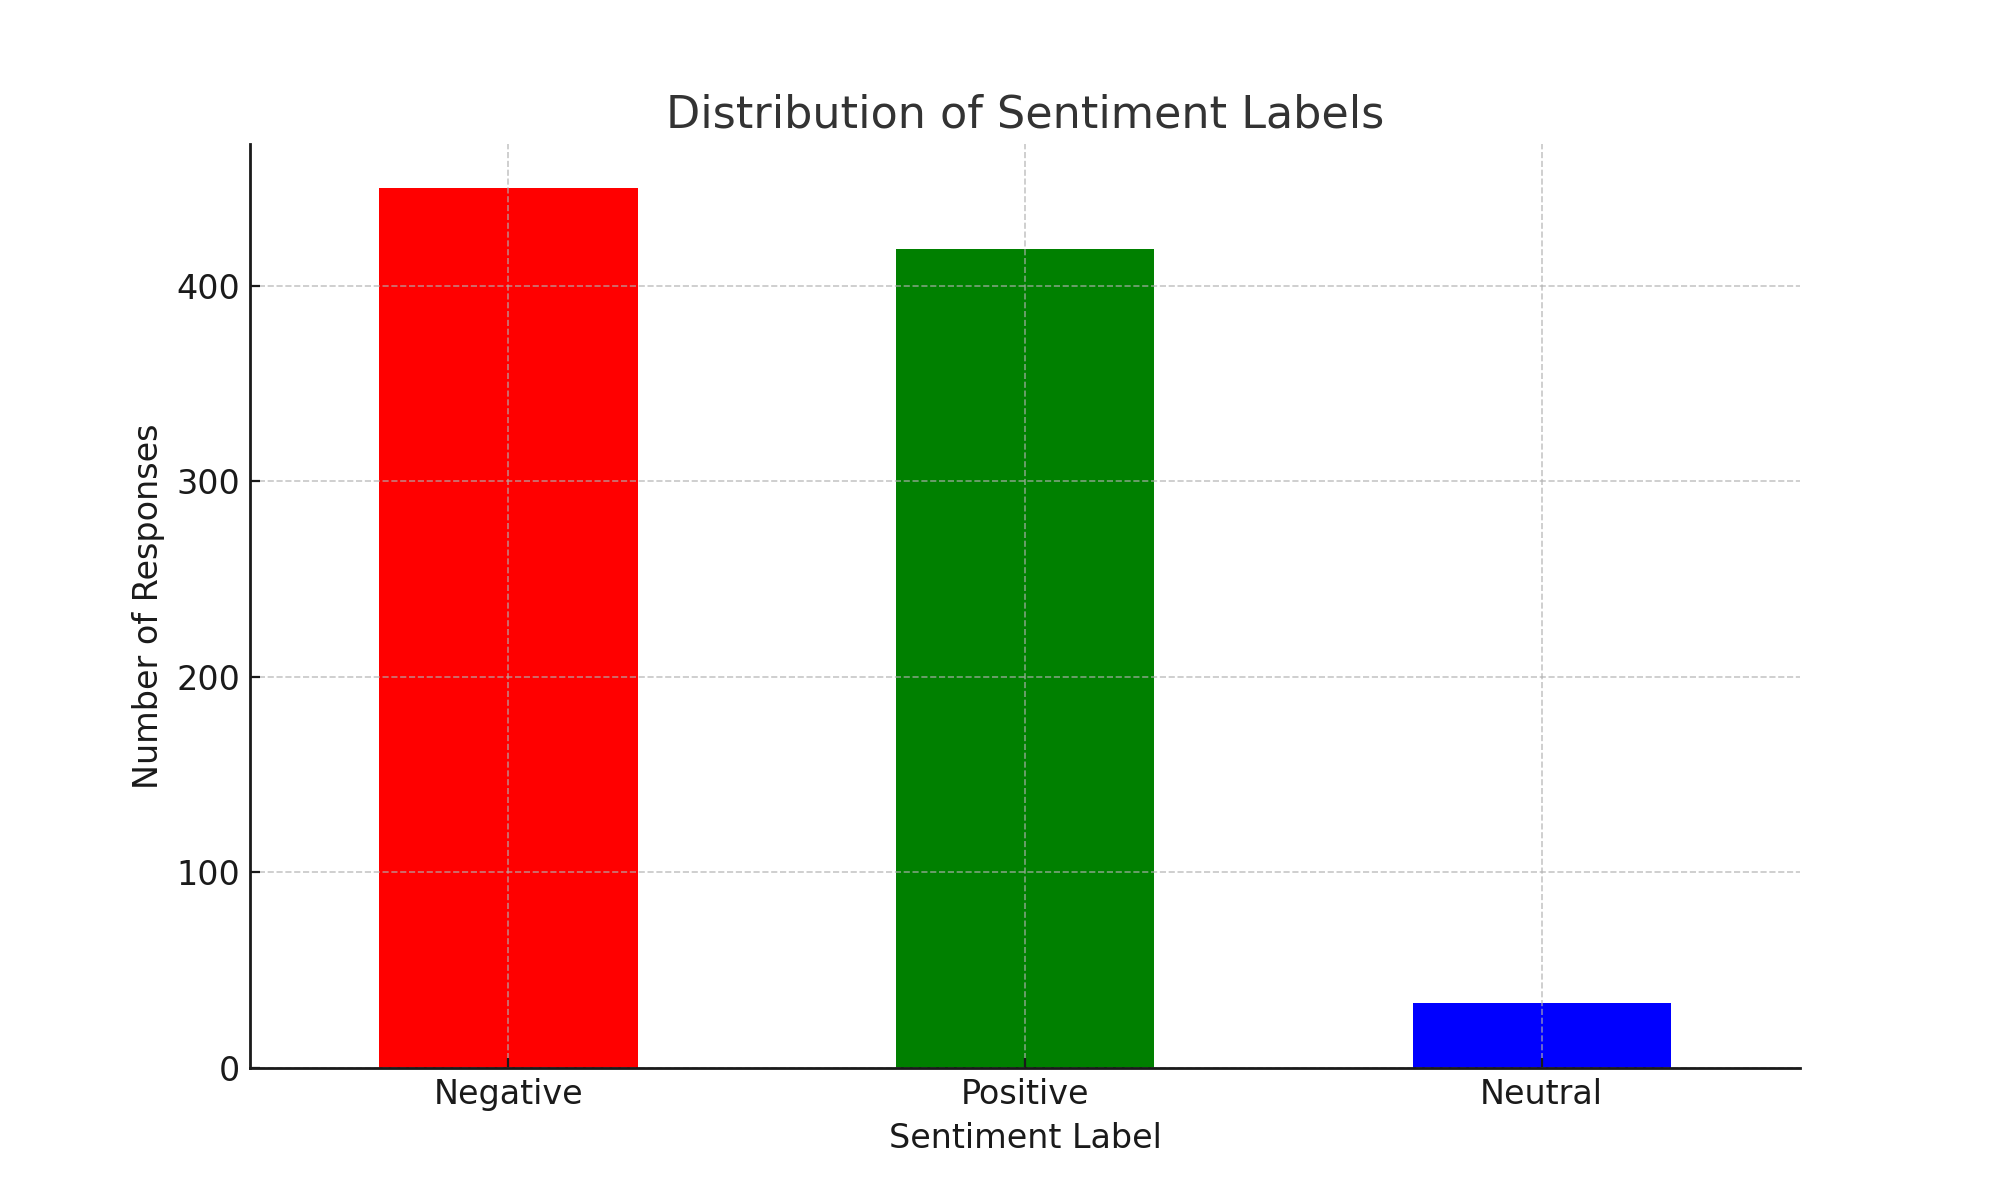 Distribution of Sentiment Labels
400
300
200
100
0
Number of Responses
Negative Positive Neutral
Sentiment Label